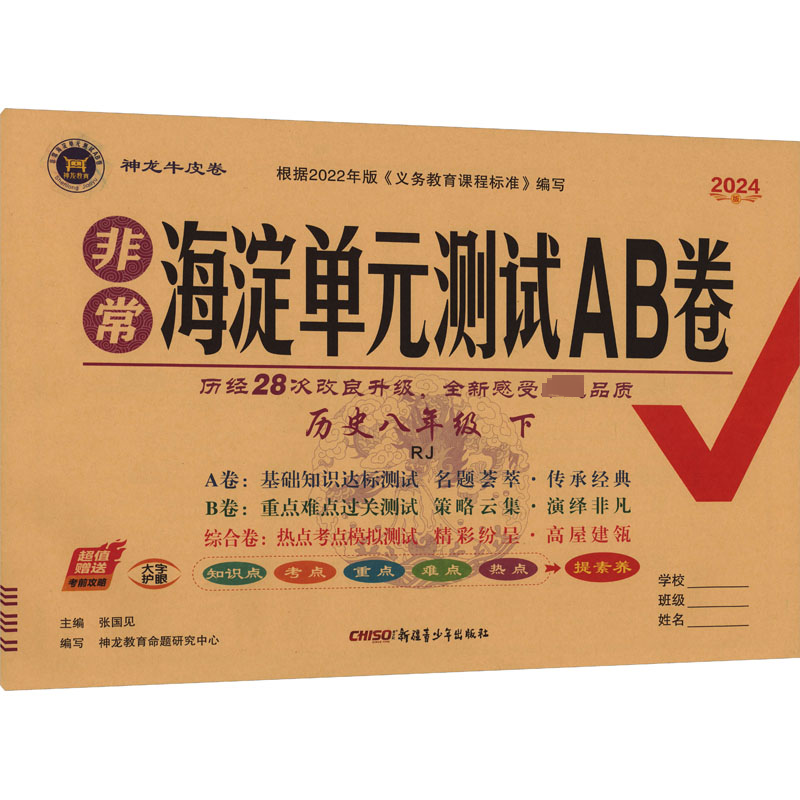 神龙牛皮卷
根据2022年版《义务教育课程标准》编写
2024
版
非常
海淀单元测试AB卷
历经28次改良升级，全新感受 品质
历史八年级 下
RJ
A卷：基础知识达标测试 名题荟萃·传承经典
B卷：重点难点过关测试 策略云集·演绎非凡
综合卷：热点考点模拟测试 精彩纷呈·高屋建瓴
超值
赠送
考前攻略
大字
护眼
知识点 考点 重点 难点 热点 提素养
学校
班级
姓名
主编 张国见
编写 神龙教育命题研究中心
CHISO 新疆青少年出版社